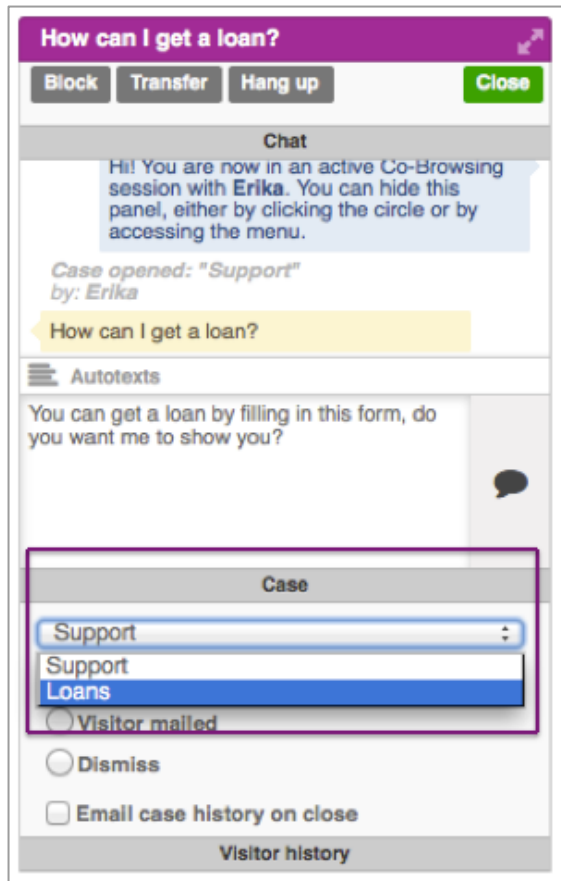 How can I get a loan?
Block Transfer Hang up Close
Chat
Hi! You are now in an active Co-Browsing
session with Erika. You can hide this
panel, either by clicking the circle or by
accessing the menu.
Case opened: "Support"
by: Erika
How can I get a loan?
Autotexts
You can get a loan by filling in this form, do
you want me to show you?
Case
Support
Support
Loans
Visitor mailed
Dismiss
Email case history on close
Visitor history